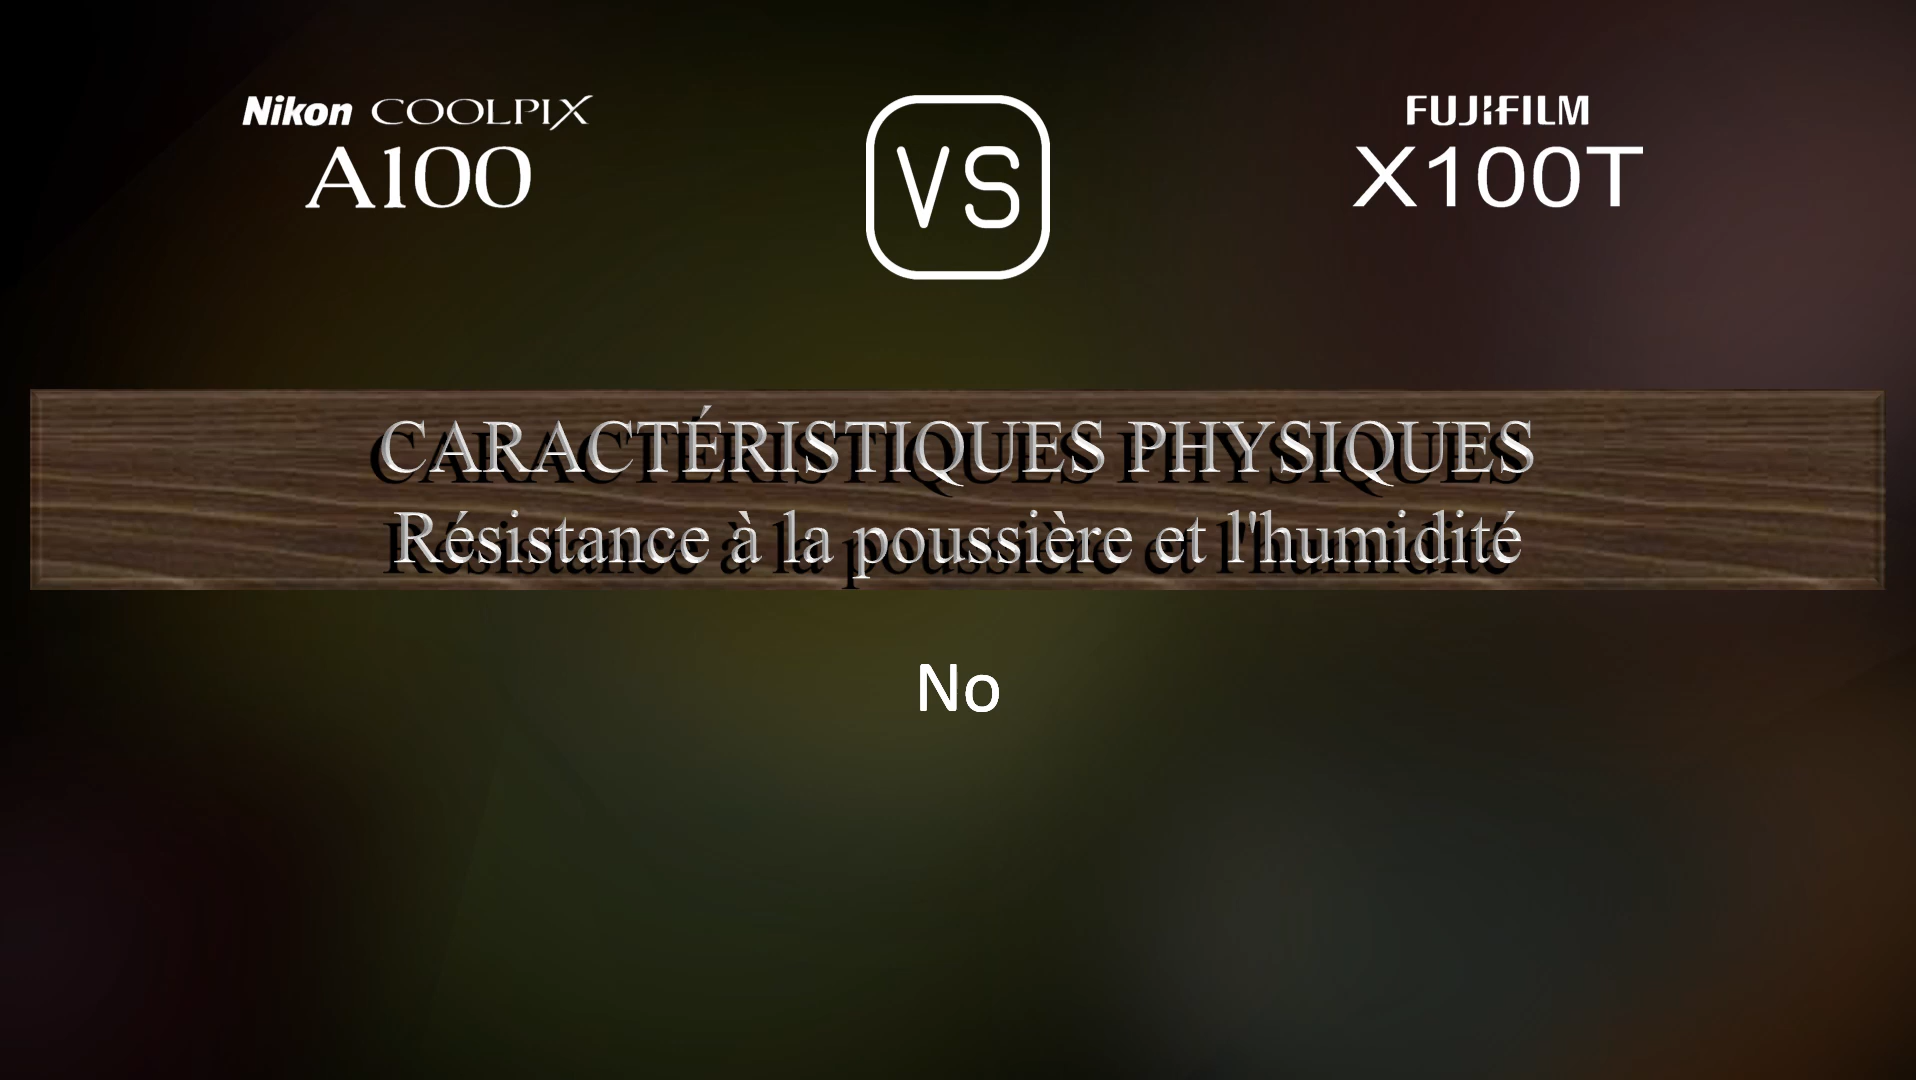 Nikon COOLPIX
A100
VS
FUJIFILM
X100T
CARACTÉRISTIQUES PHYSIQUES
Résistance à la poussière et l'humidité
No